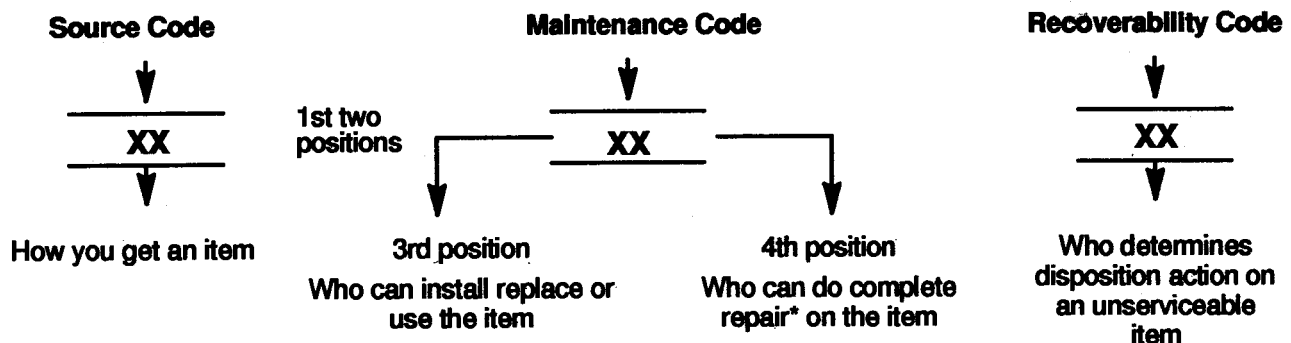 Source Code
Maintenance Code
Recoverability Code
1st two
positions
XX
XX
XX
How you get an item
3rd position
Who can install replace or
use the item
4th position
Who can do complete
repair* on the item
Who determines
disposition action on
an unserviceable
item